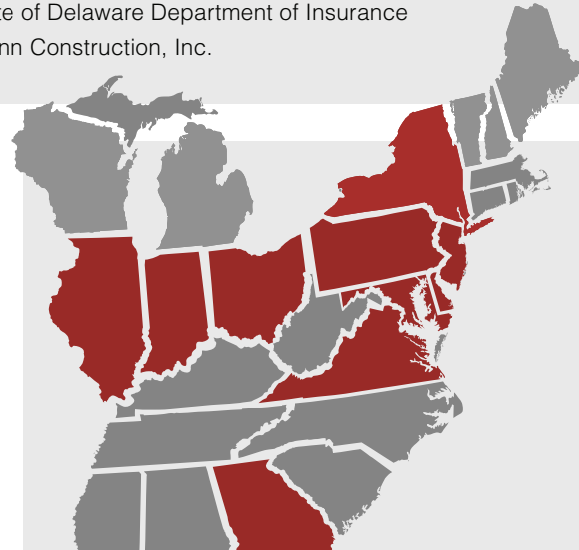 te of Delaware Department of Insurance
nn Construction, Inc.